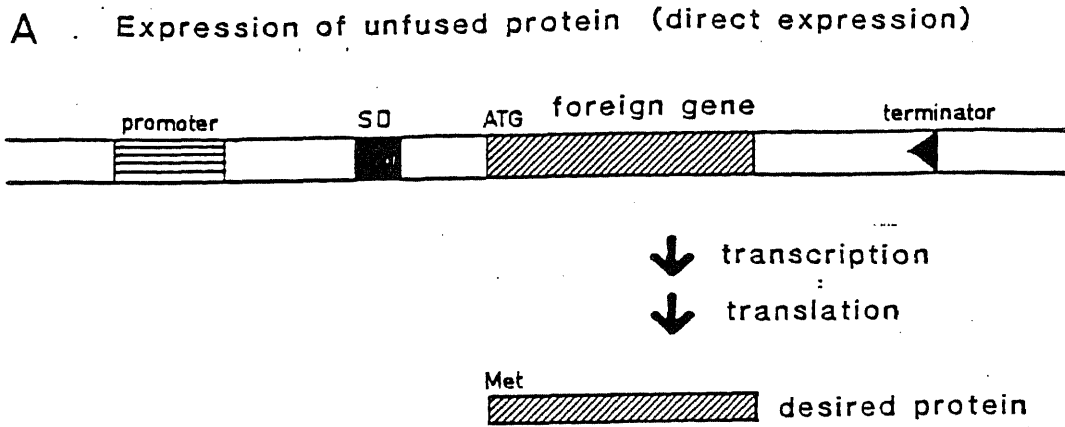 A . Expression of unfused protein (direct expression)
promoter SD ATG foreign gene terminator
transcription
translation
Met
desired protein